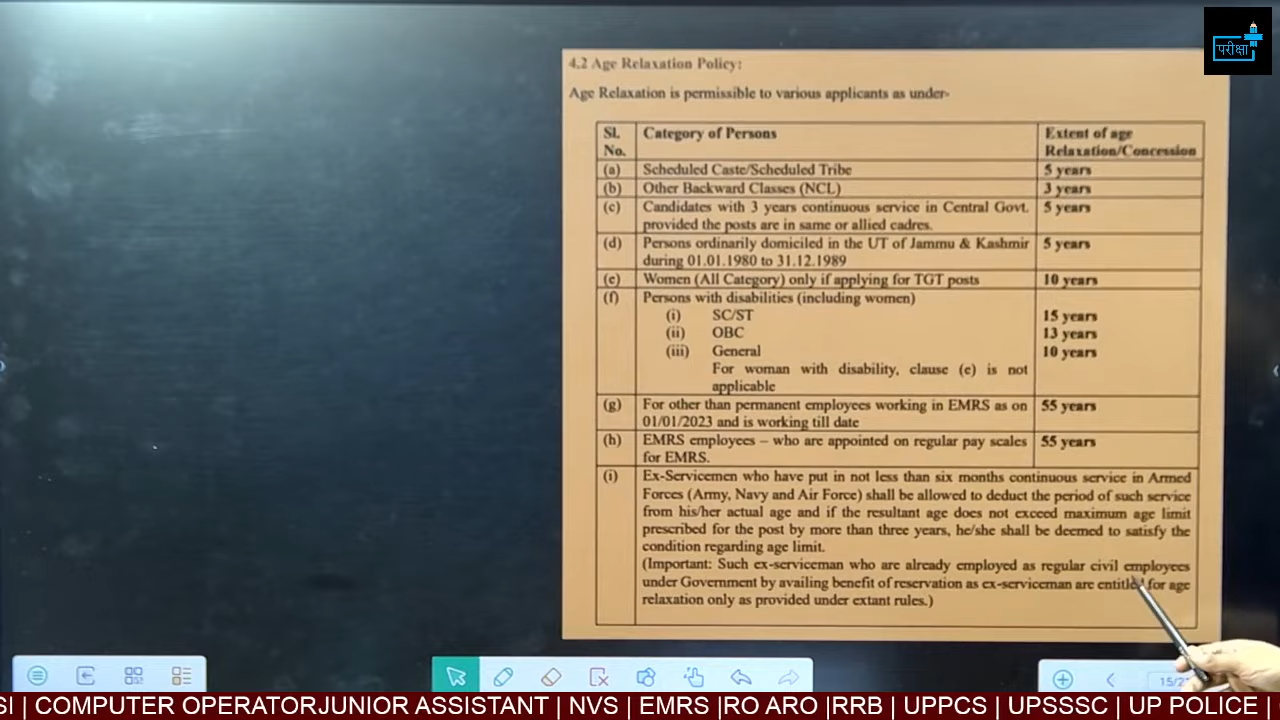 परीक्षा
4.2 Age Relaxation Policy:
Age Relaxation is permissible to various applicants as under-
Sl. No. Category of Persons Extent of age Relaxation/Concession
(a) Scheduled Caste/Scheduled Tribe 5 years
(b) Other Backward Classes (NCL) 3 years
(c) Candidates with 3 years continuous service in Central Govt. 5 years
provided the posts are in same or allied cadres.
(d) Persons ordinarily domiciled in the UT of Jammu & Kashmir 5 years
during 01.01.1980 to 31.12.1989
(e) Women (All Category) only if applying for TGT posts 10 years
(f) Persons with disabilities (including women)
(i) SC/ST 15 years
(ii) OBC 13 years
(iii) General 10 years
For woman with disability, clause (e) is not
applicable
(g) For other than permanent employees working in EMRS as on 55 years
01/01/2023 and is working till date
(h) EMRS employees – who are appointed on regular pay scales 55 years
for EMRS.
(i) Ex-Servicemen who have put in not less than six months continuous service in Armed
Forces (Army, Navy and Air Force) shall be allowed to deduct the period of such service
from his/her actual age and if the resultant age does not exceed maximum age limit
prescribed for the post by more than three years, he/she shall be deemed to satisfy the
condition regarding age limit.
(Important: Such ex-serviceman who are already employed as regular civil employees
under Government by availing benefit of reservation as ex-serviceman are entitled for age
relaxation only as provided under extant rules.)
SI | COMPUTER OPERATORJUNIOR ASSISTANT | NVS | EMRS |RO ARO |RRB | UPPCS | UPSSSC | UP POLICE |